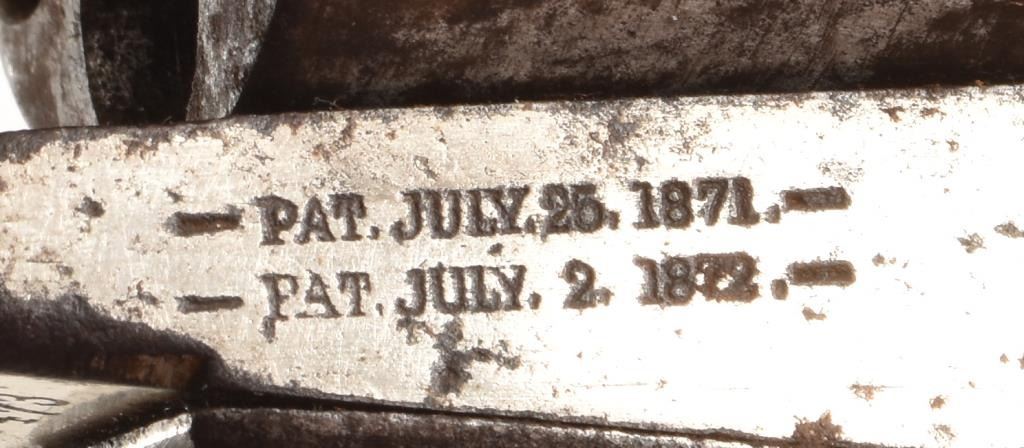 — PAT. JULY. 25. 1871. —
— PAT. JULY. 2. 1872. —